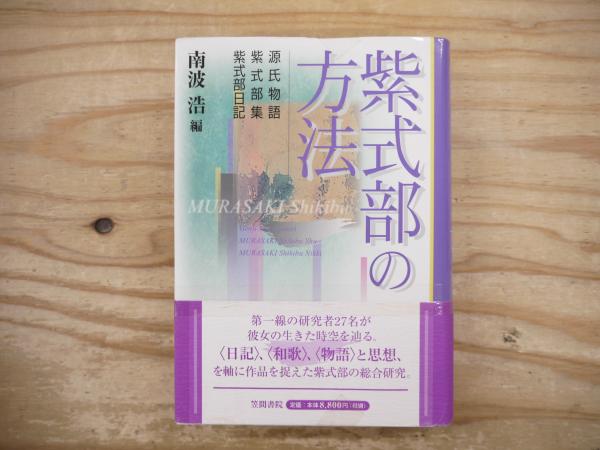 紫式部の
方法
源氏物語
紫式部集
紫式部日記
南波 浩 編
MURASAKI Shikibu
MURASAKI Shikibu Shu
MURASAKI Shikibu Nikki
第一線の研究者27名が
彼女の生きた時空を辿る。
〈日記〉、〈和歌〉、〈物語〉と思想、
を軸に作品を捉えた紫式部の総合研究。
笠間書院 定価:本体8,800円(税別)